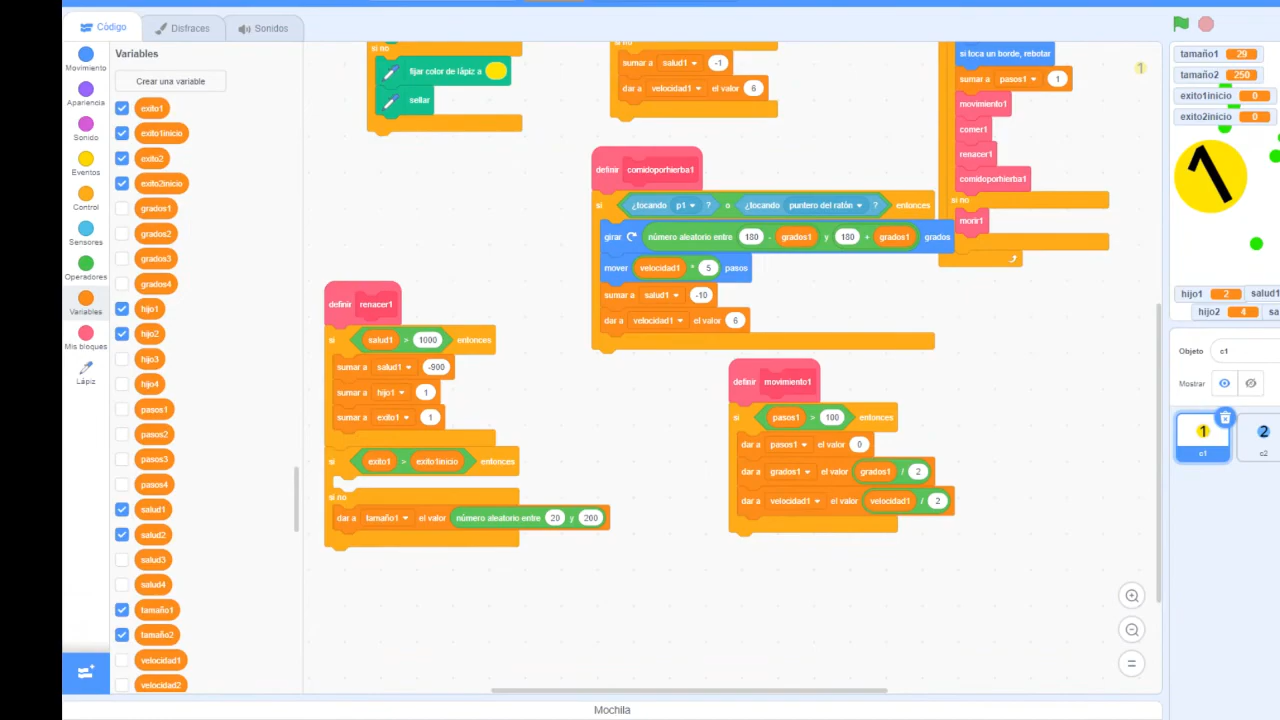 Código
Disfraces
Sonidos
Movimiento
Apariencia
Sonido
Eventos
Control
Sensores
Operadores
Variables
Mis bloques
Lápiz
Variables
Crear una variable
exito1
exito1inicio
exito2
exito2inicio
grados1
grados2
grados3
grados4
hijo1
hijo2
hijo3
hijo4
pasos1
pasos2
pasos3
pasos4
salud1
salud2
salud3
salud4
tamaño1
tamaño2
velocidad1
velocidad2
si no
fijar color de lápiz a
sellar
si no
sumar a salud1 -1
dar a velocidad1 el valor 6
si toca un borde, rebotar
sumar a pasos1 1
movimiento1
comer1
renacer1
comidoporhierba1
si no
morir1
definir comidoporhierba1
si ¿tocando p1 ? o ¿tocando puntero del ratón ? entonces
girar número aleatorio entre 180 - grados1 y 180 + grados1 grados
mover velocidad1 * 5 pasos
sumar a salud1 -10
dar a velocidad1 el valor 6
definir renacer1
si salud1 > 1000 entonces
sumar a salud1 -900
sumar a hijo1 1
sumar a exito1 1
si exito1 > exito1inicio entonces
si no
dar a tamaño1 el valor número aleatorio entre 20 y 200
definir movimiento1
si pasos1 > 100 entonces
dar a pasos1 el valor 0
dar a grados1 el valor grados1 / 2
dar a velocidad1 el valor velocidad1 / 2
1
tamaño1 29
tamaño2 250
exito1inicio 0
exito2inicio 0
1
hijo1 2 salud1
hijo2 4 sa
Objeto c1
Mostrar
1
c1
2
c2
Mochila